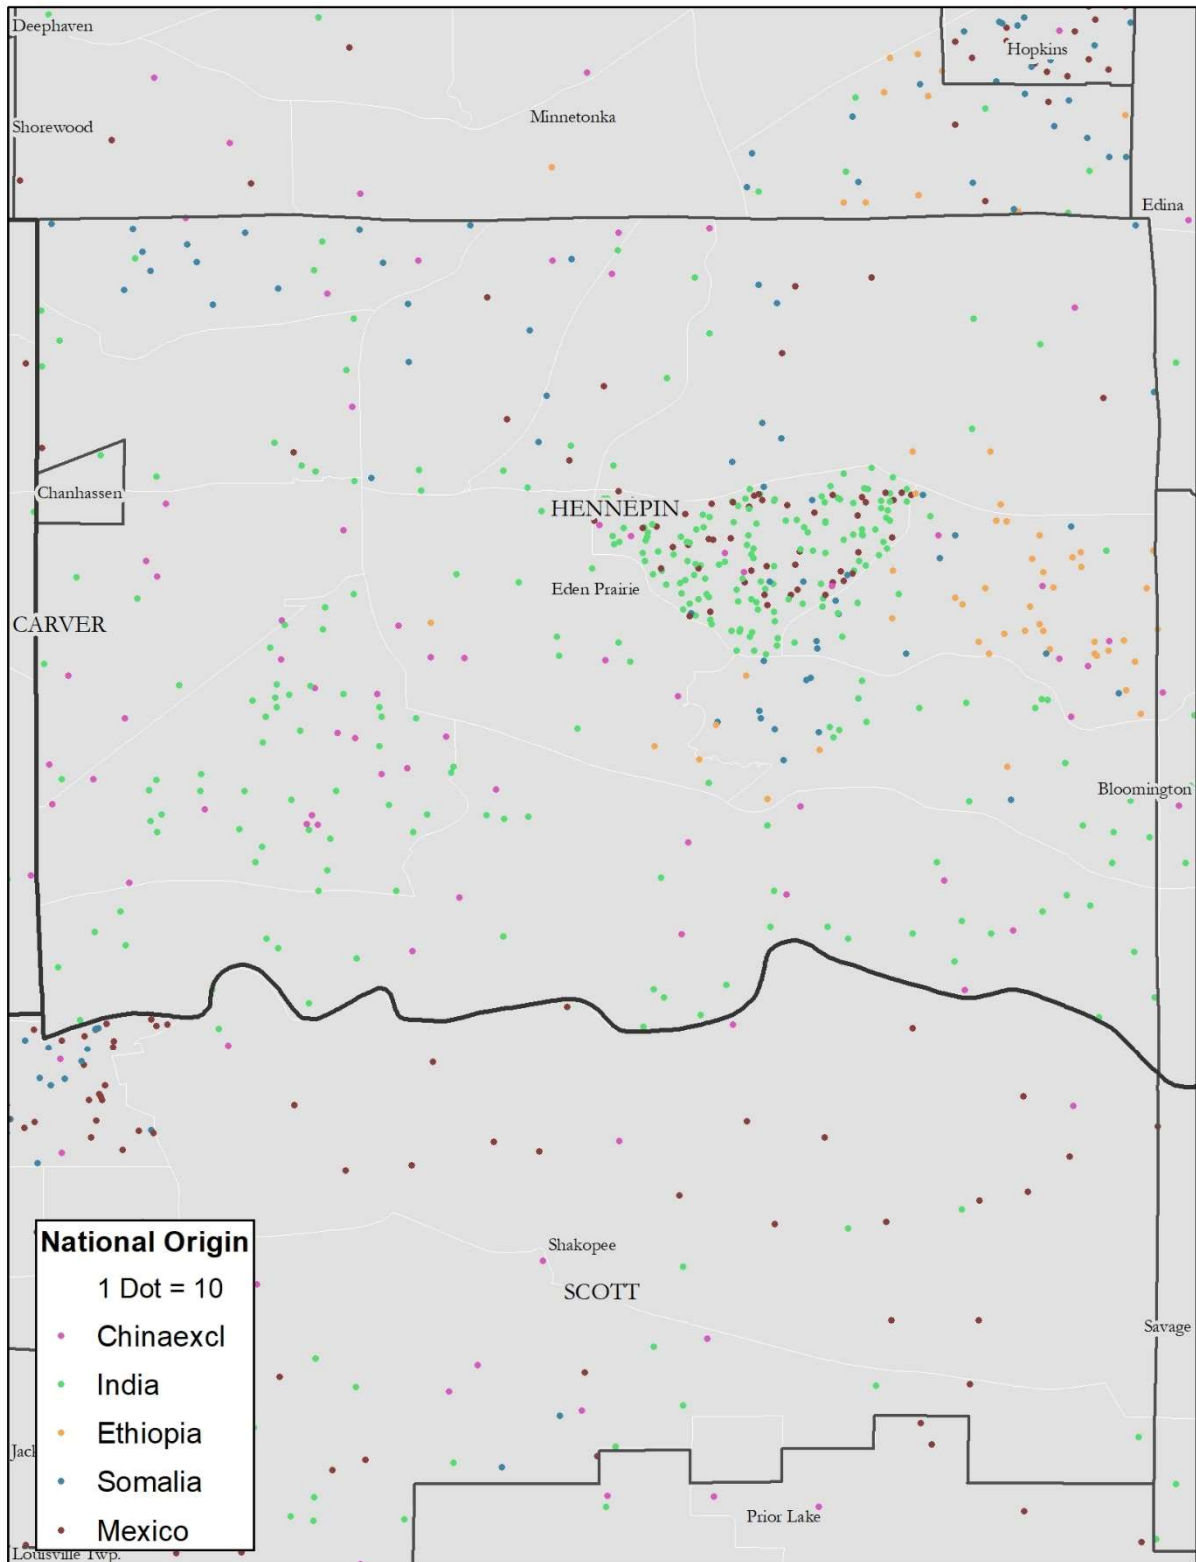 Deephaven
Hopkins
Minnetonka
Shorewood
Edina
Chanhassen
HENNEPIN
Eden Prairie
CARVER
Bloomington
Shakopee
SCOTT
Savage
Prior Lake
National Origin
1 Dot = 10
Chinaexcl
India
Ethiopia
Somalia
Mexico
Jack
Louisville Twp.